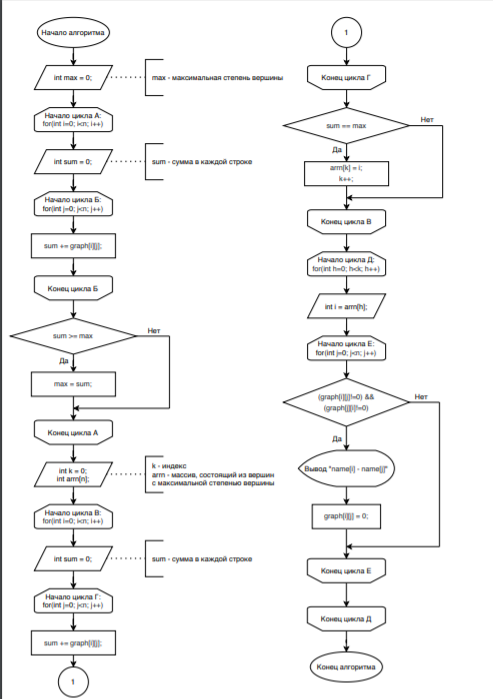 Начало алгоритма
int max = 0;
max - максимальная степень вершины
Начало цикла А:
for(int i=0; i<n; i++)
int sum = 0;
sum - сумма в каждой строке
Начало цикла Б:
for(int j=0; j<n; j++)
sum += graph[i][j];
Конец цикла Б
sum >= max
Нет
Да
max = sum;
Конец цикла А
int k = 0;
int arm[n];
k - индекс
arm - массив, состоящий из вершин
с максимальной степенью вершины
Начало цикла В:
for(int i=0; i<n; i++)
int sum = 0;
sum - сумма в каждой строке
Начало цикла Г:
for(int j=0; j<n; j++)
sum += graph[i][j];
1
1
Конец цикла Г
sum == max
Нет
Да
arm[k] = i;
k++;
Конец цикла В
Начало цикла Д:
for(int h=0; h<k; h++)
int i = arm[h];
Начало цикла Е:
for(int j=0; j<n; j++)
(graph[i][j]!=0) &&
(graph[j][i]!=0)
Нет
Да
Вывод "name[i] - name[j]"
graph[i][j] = 0;
Конец цикла Е
Конец цикла Д
Конец алгоритма